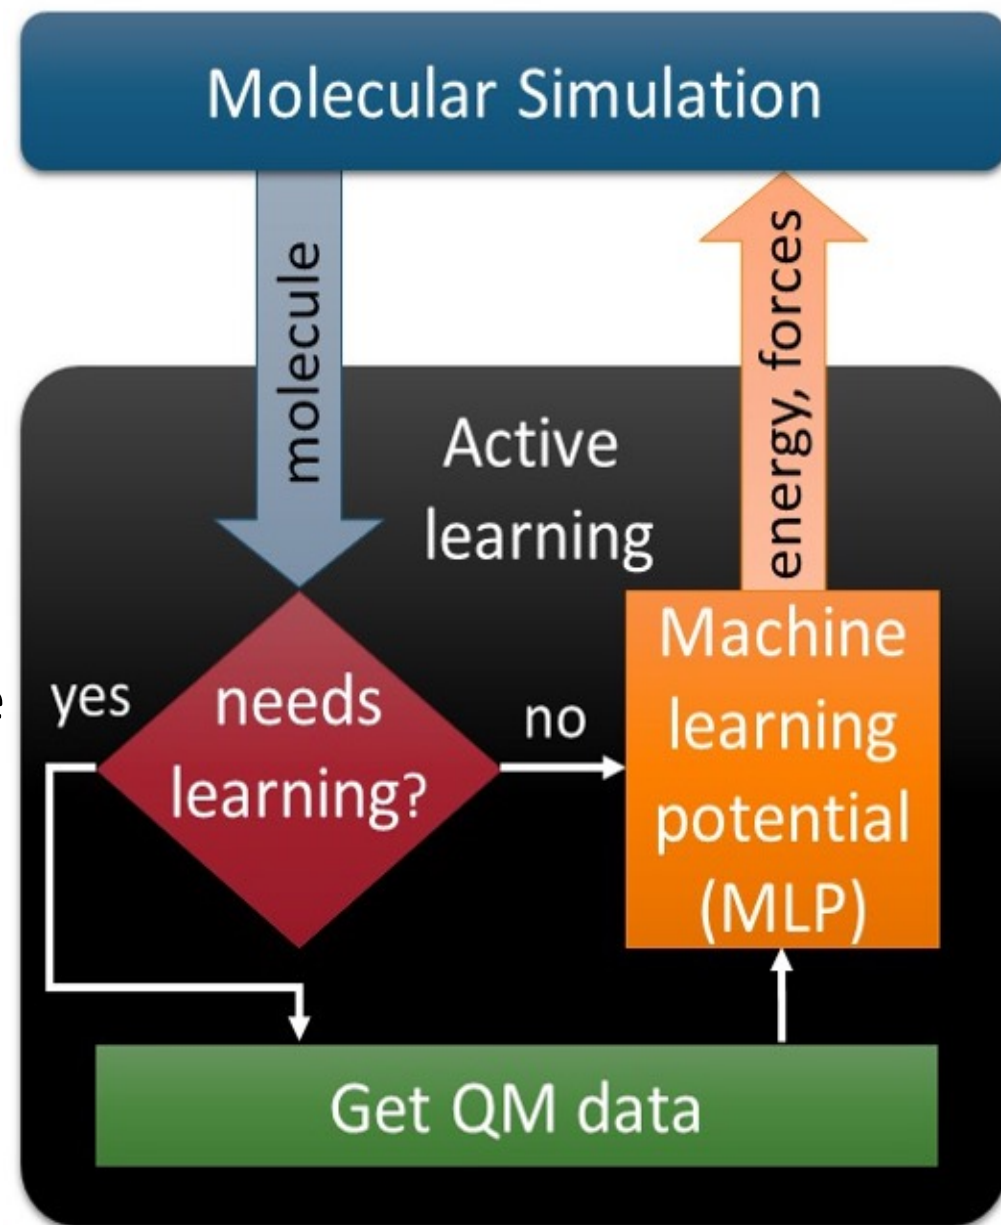 Molecular Simulation
molecule
energy, forces
Active
learning
yes
needs
learning?
no
Machine
learning
potential
(MLP)
Get QM data